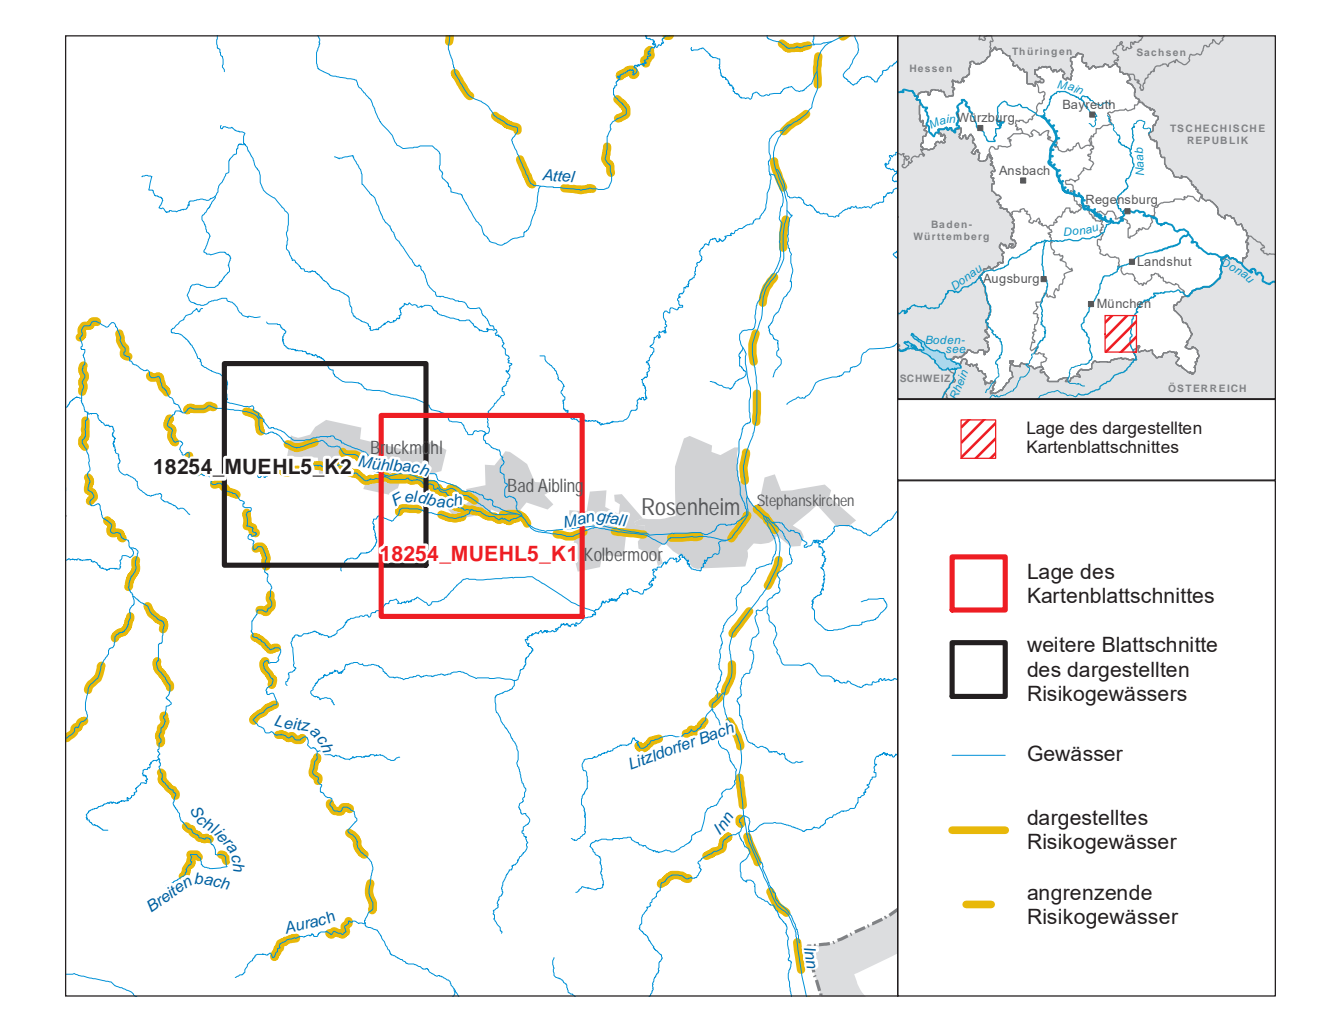 Attel
Bruckmühl
18254_MUEHL5_K2
Mühlbach
Feldbach
Bad Aibling
Mangfall
Rosenheim
Stephanskirchen
18254_MUEHL5_K1
Kolbermoor
Leitzach
Litzldorfer Bach
Inn
Schlierach
Breitenbach
Aurach
Inn
Thüringen
Sachsen
Hessen
Main
Bayreuth
Main
Würzburg
TSCHECHISCHE
REPUBLIK
Naab
Ansbach
Regensburg
Baden-
Württemberg
Donau
Landshut
Donau
Augsburg
Donau
München
Boden-
see
SCHWEIZ
Rhein
ÖSTERREICH
Lage des dargestellten
Kartenblattschnittes
Lage des
Kartenblattschnittes
weitere Blattschnitte
des dargestellten
Risikogewässers
Gewässer
dargestelltes
Risikogewässer
angrenzende
Risikogewässer